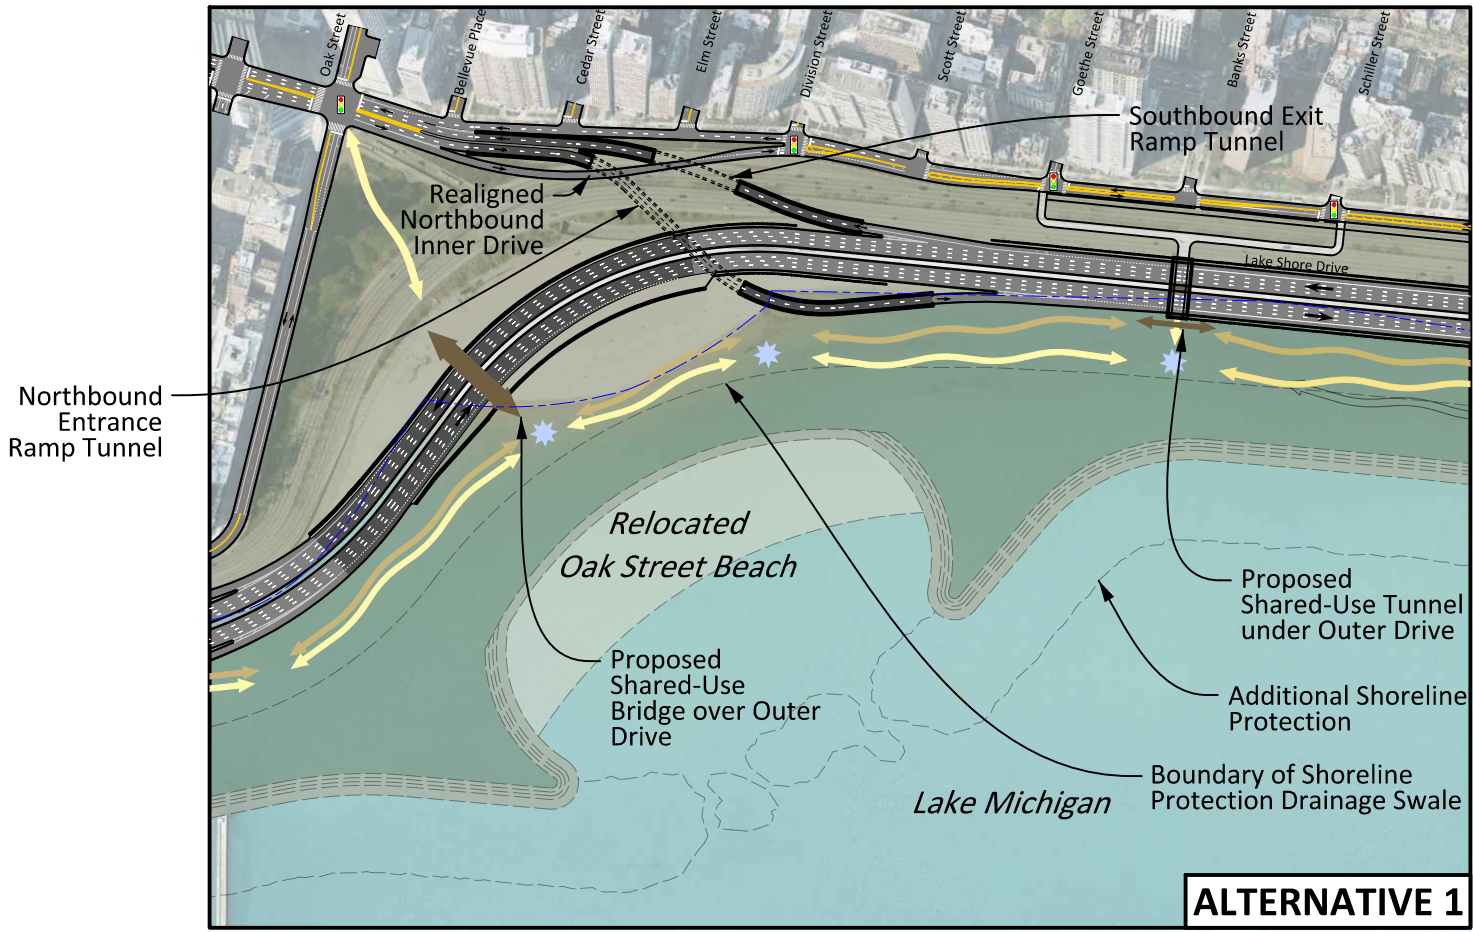 Oak Street
Bellevue Place
Cedar Street
Elm Street
Division Street
Scott Street
Goethe Street
Banks Street
Schiller Street
Southbound Exit
Ramp Tunnel
Realigned
Northbound
Inner Drive
Lake Shore Drive
Northbound
Entrance
Ramp Tunnel
Relocated
Oak Street Beach
Proposed
Shared-Use Tunnel
under Outer Drive
Proposed
Shared-Use
Bridge over Outer
Drive
Additional Shoreline
Protection
Boundary of Shoreline
Protection Drainage Swale
Lake Michigan
ALTERNATIVE 1